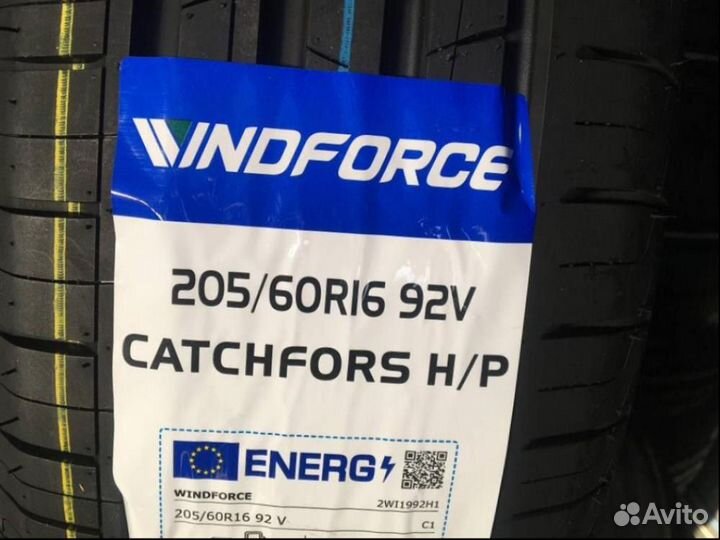 WINDFORCE
205/60R16 92V
CATCHFORS H/P
ENERG
WINDFORCE 2WI1992H1
205/60R16 92 V C1
Avito